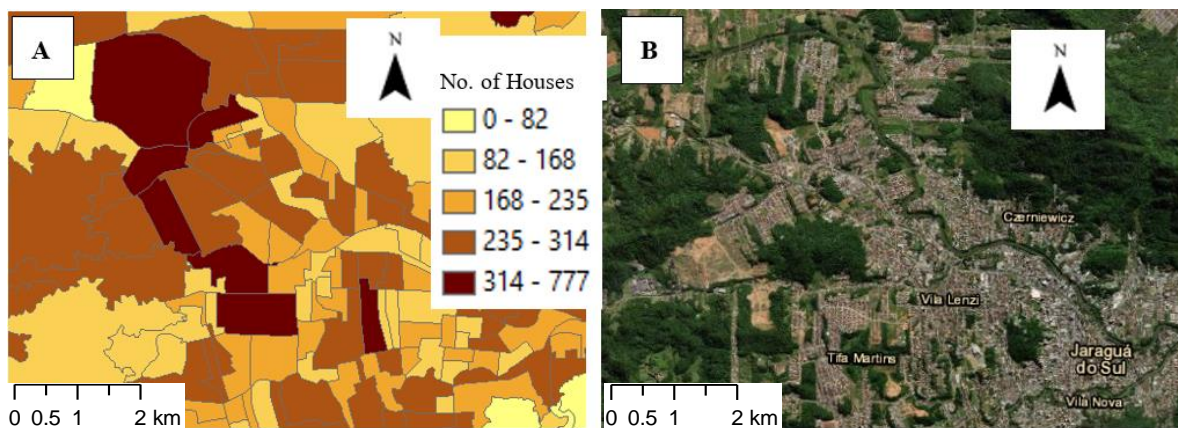 A
N
No. of Houses
0 - 82
82 - 168
168 - 235
235 - 314
314 - 777
0 0.5 1 2 km
B
N
Czerniewicz
Vila Lenzi
Tifa Martins
Jaraguá
do Sul
Vila Nova
0 0.5 1 2 km